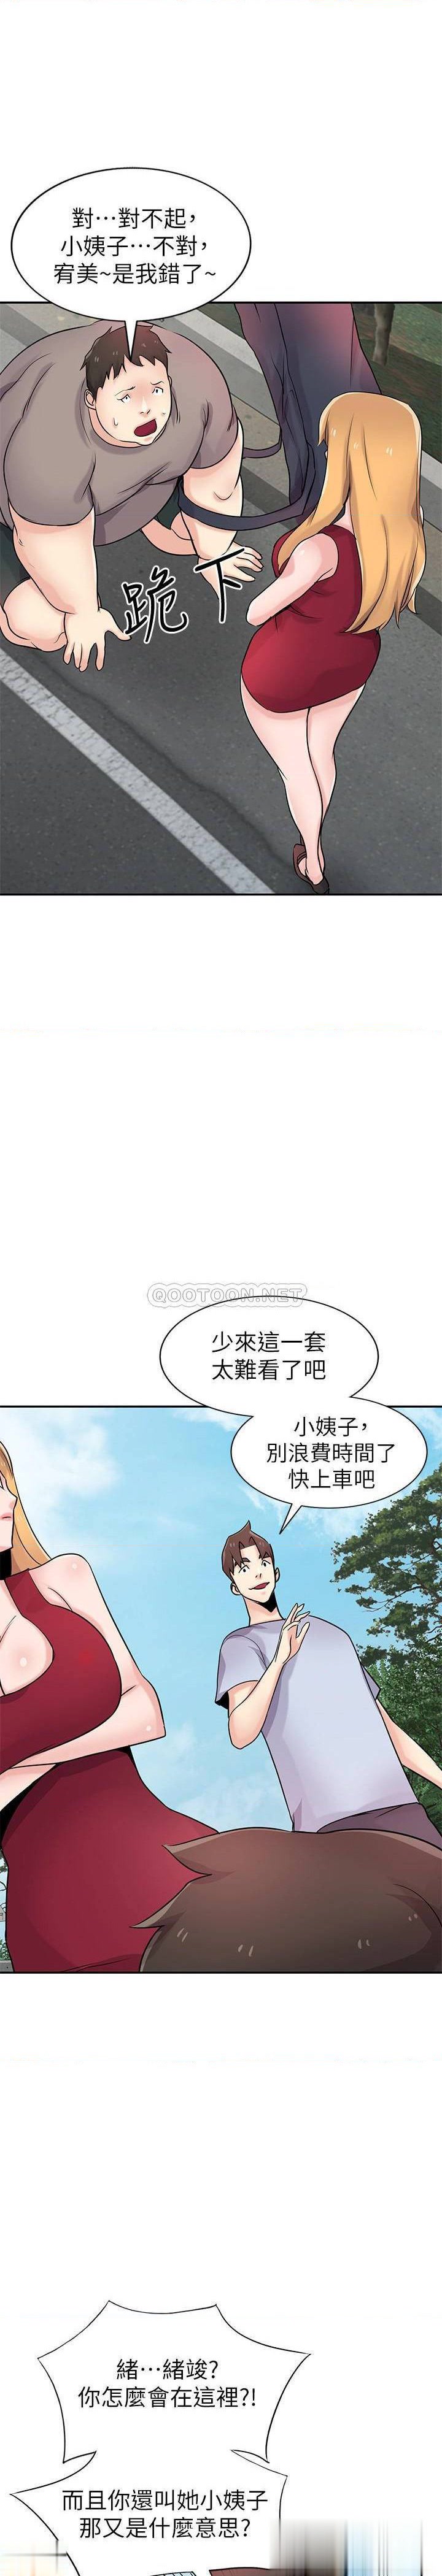 對⋯對不起,
小姨子⋯不對,
宥美~是我錯了~
跪下
QOOTOON.NET
少來這一套
太難看了吧
小姨子,
別浪費時間了
快上車吧
緒⋯緒竣?
你怎麼會在這裡?!
而且你還叫她小姨子
那又是什麼意思?